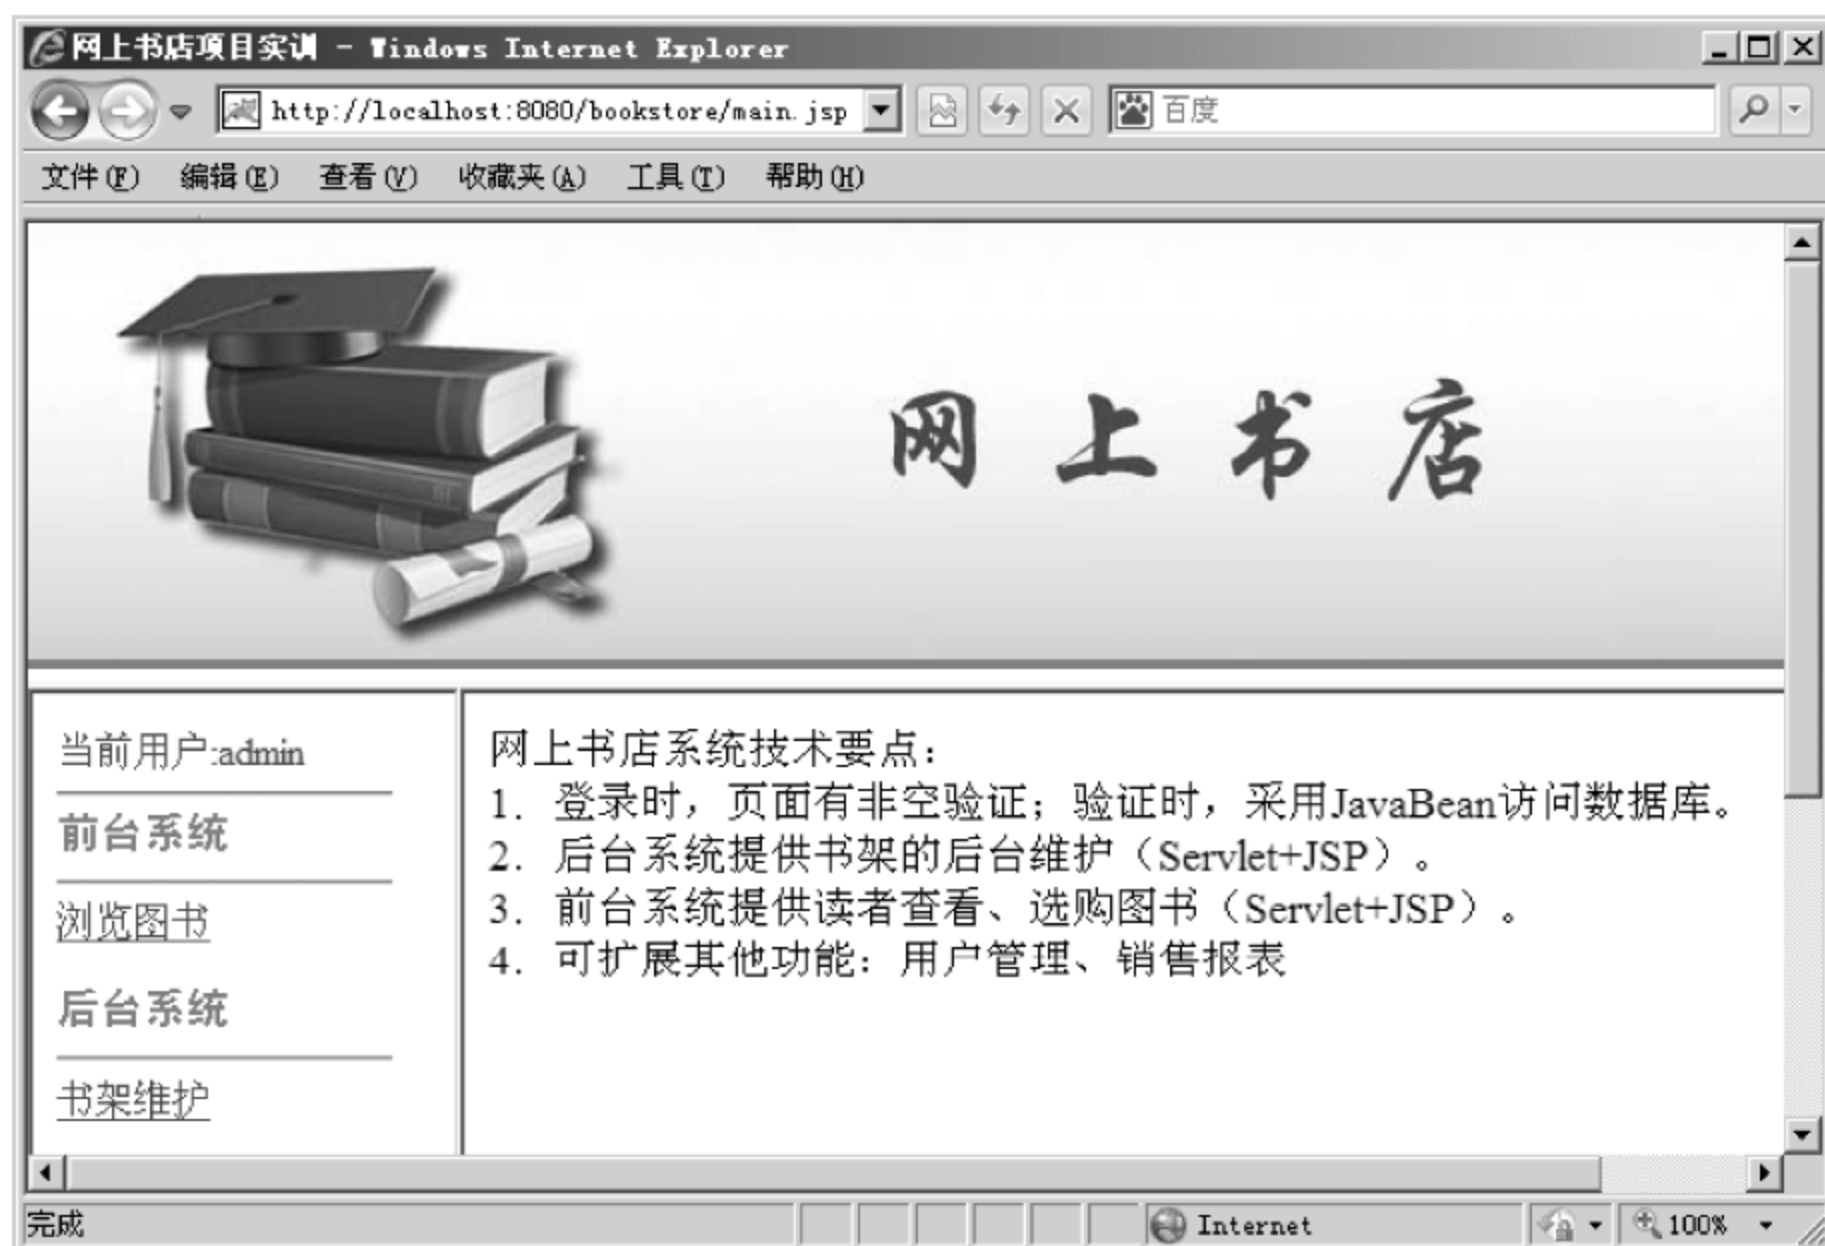 网上书店项目实训 - Windows Internet Explorer
http://localhost:8080/bookstore/main.jsp
百度
文件(F) 编辑(E) 查看(V) 收藏夹(A) 工具(T) 帮助(H)
网上书店
当前用户:admin
前台系统
浏览图书
后台系统
书架维护
网上书店系统技术要点：
1. 登录时，页面有非空验证；验证时，采用JavaBean访问数据库。
2. 后台系统提供书架的后台维护（Servlet+JSP）。
3. 前台系统提供读者查看、选购图书（Servlet+JSP）。
4. 可扩展其他功能：用户管理、销售报表
完成
Internet
100%